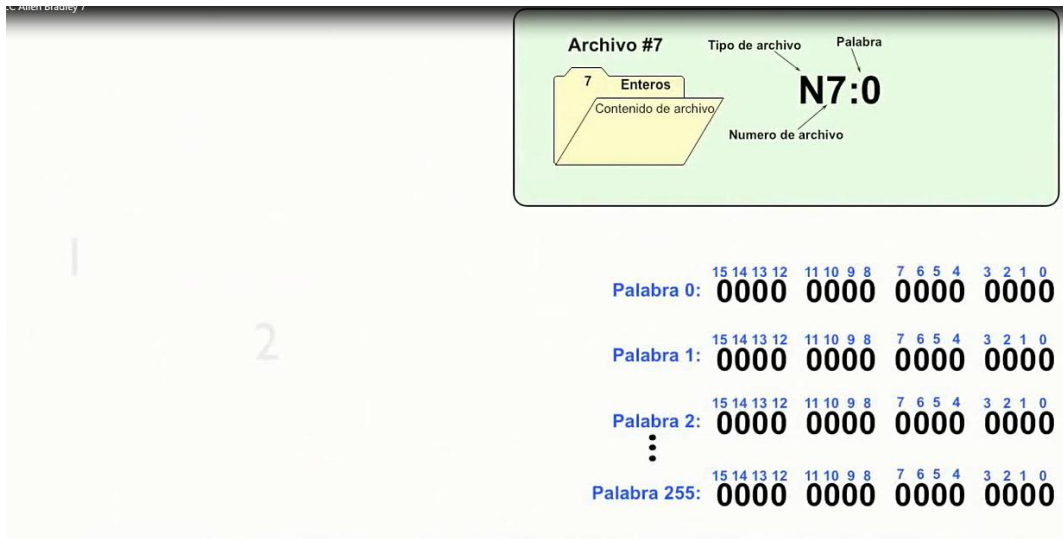 Allen Bradley 7
Archivo #7
Tipo de archivo
Palabra
7
Enteros
N7:0
Contenido de archivo
Numero de archivo
1
2
15 14 13 12 11 10 9 8 7 6 5 4 3 2 1 0
Palabra 0: 0000 0000 0000 0000
15 14 13 12 11 10 9 8 7 6 5 4 3 2 1 0
Palabra 1: 0000 0000 0000 0000
15 14 13 12 11 10 9 8 7 6 5 4 3 2 1 0
Palabra 2: 0000 0000 0000 0000
15 14 13 12 11 10 9 8 7 6 5 4 3 2 1 0
Palabra 255: 0000 0000 0000 0000